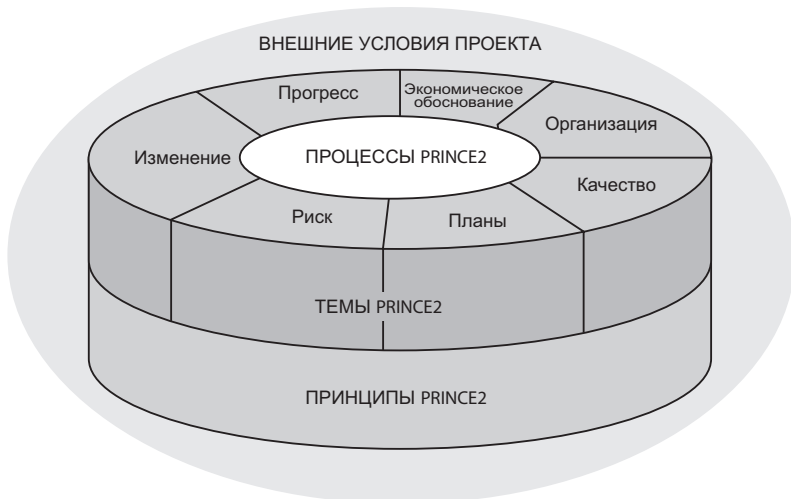 ВНЕШНИЕ УСЛОВИЯ ПРОЕКТА
Прогресс
Экономическое
обоснование
Организация
Изменение
ПРОЦЕССЫ PRINCE2
Качество
Риск
Планы
ТЕМЫ PRINCE2
ПРИНЦИПЫ PRINCE2